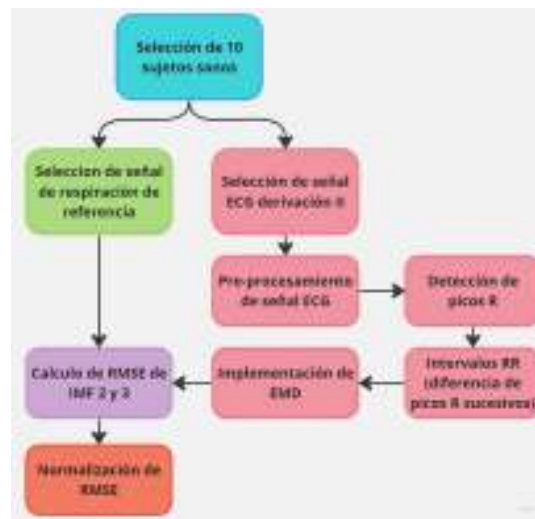 Selección de 10
sujetos sanos
Seleccion de señal
de respiración de
referencia
Selección de señal
ECG derivación II
Pre-procesamiento
de señal ECG
Detección de
picos R
Calculo de RMSE de
IMF 2 y 3
Implementación de
EMD
Intervalos RR
(diferencia de
picos R sucesivos)
Normalización de
RMSE